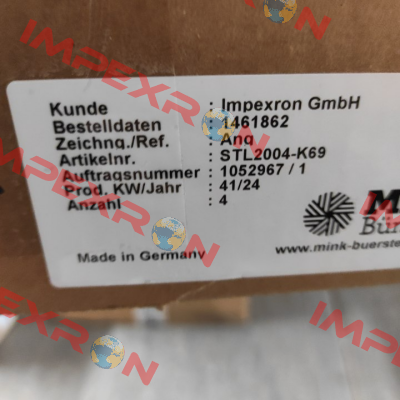 IMPEXRON
Kunde : Impexron GmbH
Bestelldaten : 1461862
Zeichng./Ref. : Ang
Artikelnr. : STL2004-K69
Auftragsnummer : 1052967 / 1
Prod. KW/Jahr : 41/24
Anzahl : 4
Made in Germany
www.mink-buerste
IMPEXRON
IMPEXRON